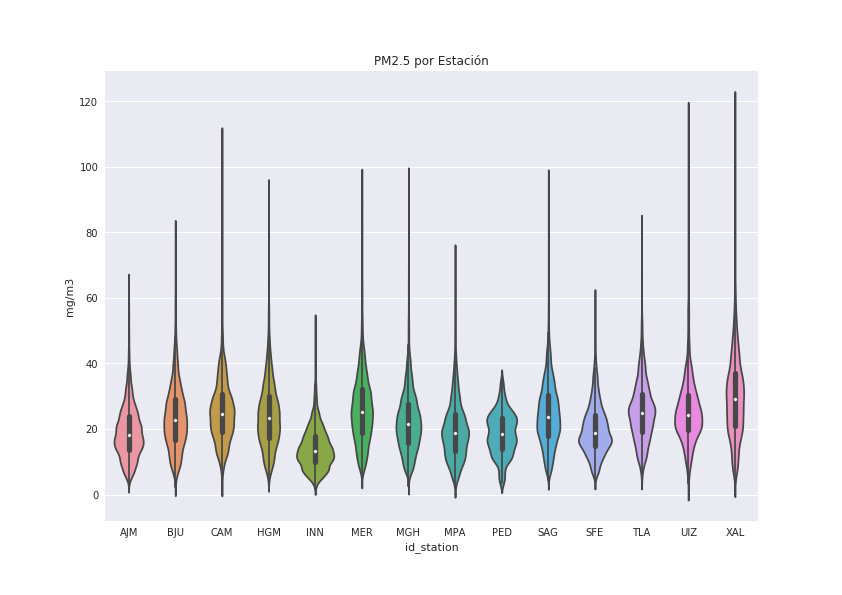 PM2.5 por Estación
120
100
80
60
40
20
0
mg/m3
AJM BJU CAM HGM INN MER MGH MPA PED SAG SFE TLA UIZ XAL
id_station